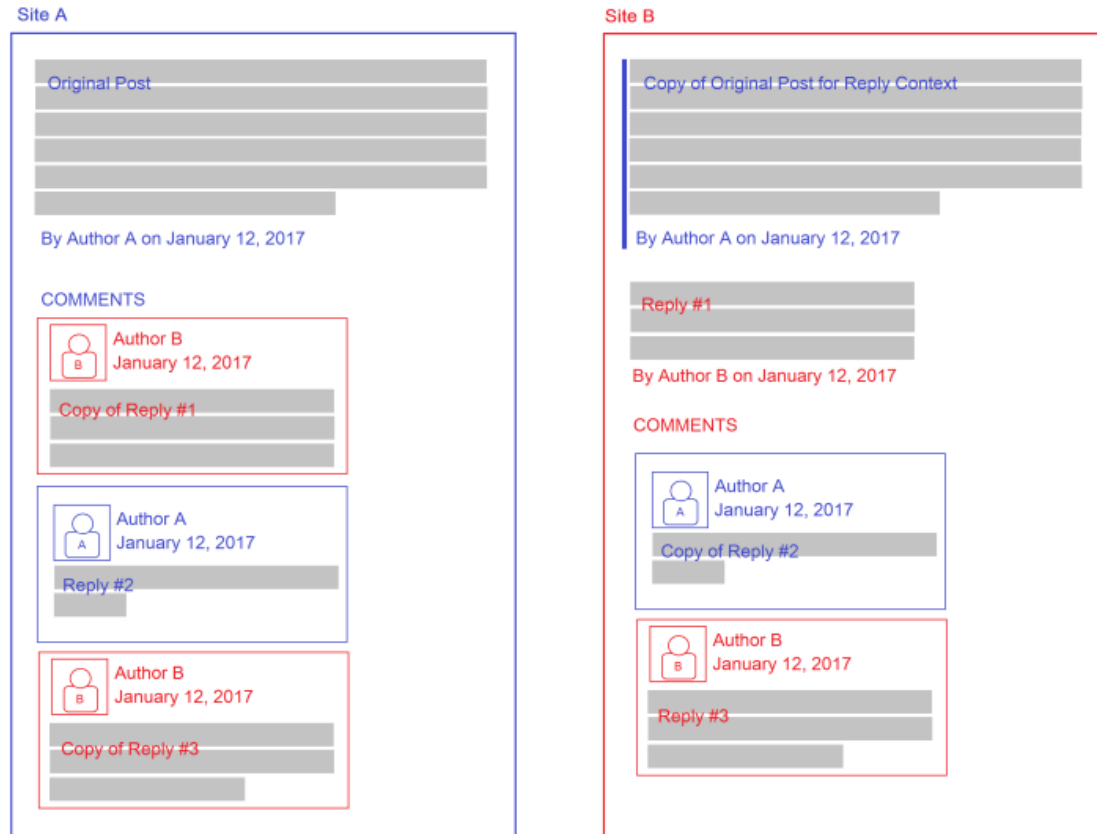 Site A
Original Post
By Author A on January 12, 2017
COMMENTS
B
Author B
January 12, 2017
Copy of Reply #1
A
Author A
January 12, 2017
Reply #2
B
Author B
January 12, 2017
Copy of Reply #3
Site B
Copy of Original Post for Reply Context
By Author A on January 12, 2017
Reply #1
By Author B on January 12, 2017
COMMENTS
A
Author A
January 12, 2017
Copy of Reply #2
B
Author B
January 12, 2017
Reply #3